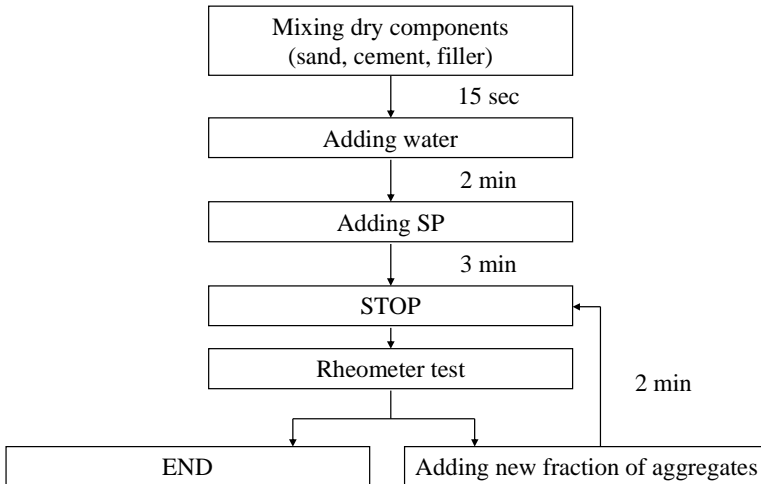 Mixing dry components
(sand, cement, filler)
15 sec
Adding water
2 min
Adding SP
3 min
STOP
Rheometer test
2 min
END
Adding new fraction of aggregates